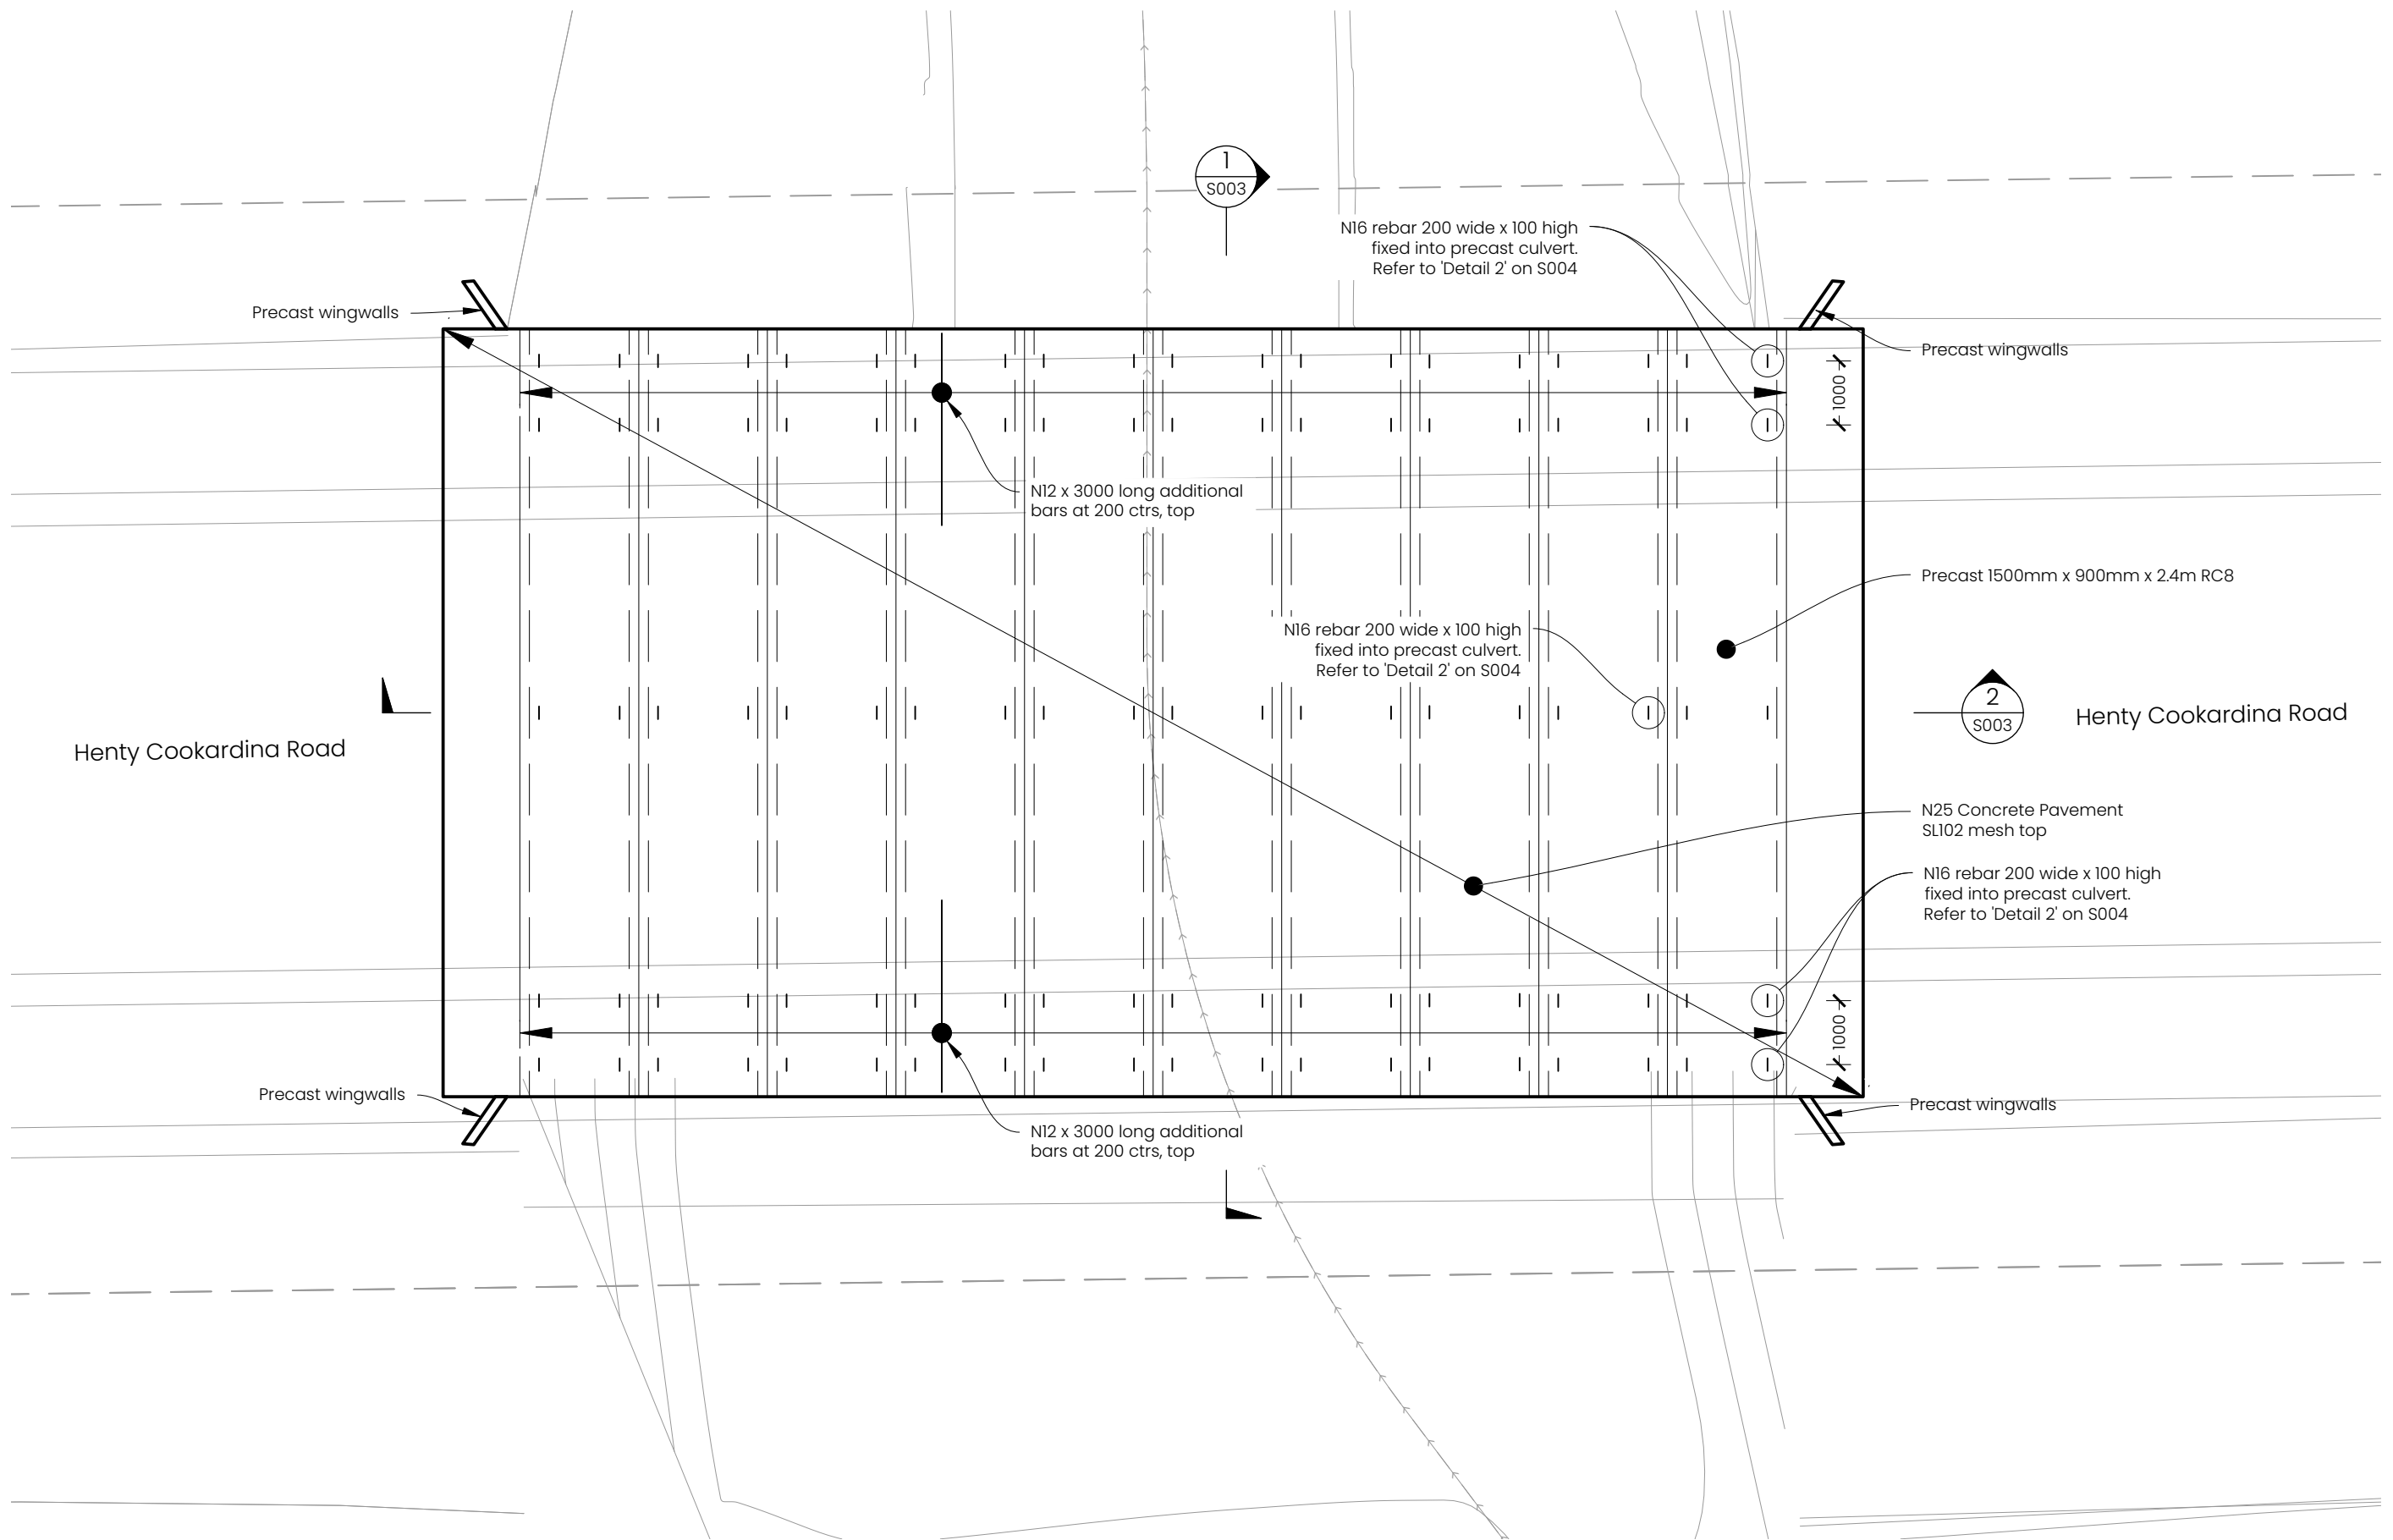 1
S003
N16 rebar 200 wide x 100 high
fixed into precast culvert.
Refer to 'Detail 2' on S004
Precast wingwalls
Precast wingwalls
1000
N12 x 3000 long additional
bars at 200 ctrs, top
Precast 1500mm x 900mm x 2.4m RC8
N16 rebar 200 wide x 100 high
fixed into precast culvert.
Refer to 'Detail 2' on S004
2
S003
Henty Cookardina Road
Henty Cookardina Road
N25 Concrete Pavement
SL102 mesh top
N16 rebar 200 wide x 100 high
fixed into precast culvert.
Refer to 'Detail 2' on S004
1000
Precast wingwalls
Precast wingwalls
N12 x 3000 long additional
bars at 200 ctrs, top